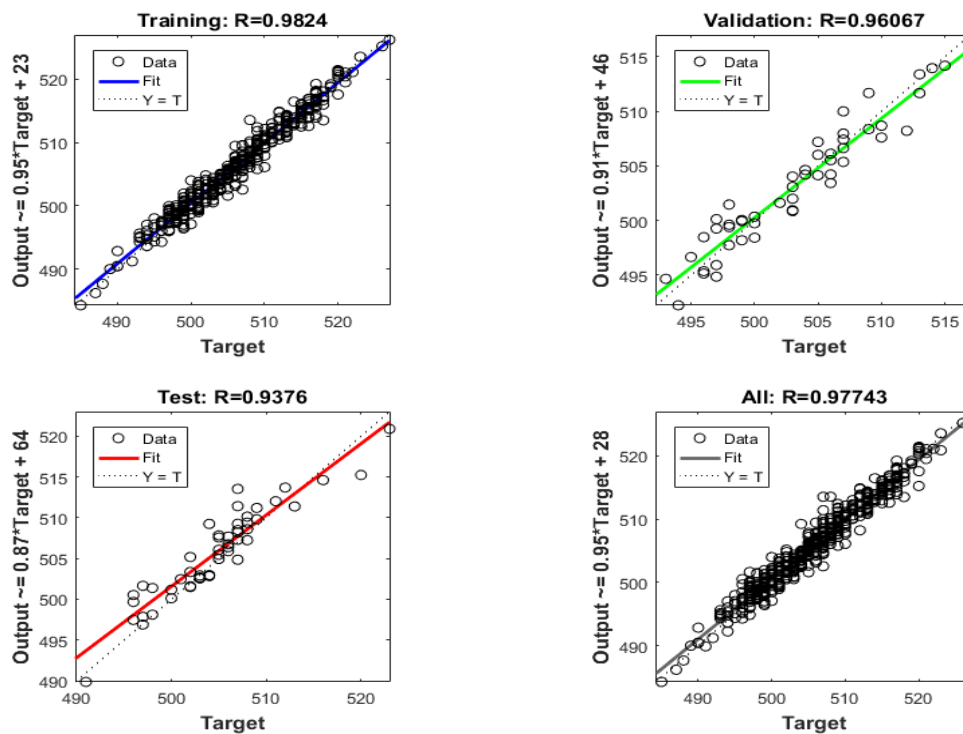 Training: R=0.9824
Output ~= 0.95*Target + 23
Data
Fit
Y = T
520
510
500
490
490 500 510 520
Target
Validation: R=0.96067
Output ~= 0.91*Target + 46
Data
Fit
Y = T
515
510
505
500
495
495 500 505 510 515
Target
Test: R=0.9376
Output ~= 0.87*Target + 64
Data
Fit
Y = T
520
515
510
505
500
495
490
490 500 510 520
Target
All: R=0.97743
Output ~= 0.95*Target + 28
Data
Fit
Y = T
520
510
500
490
490 500 510 520
Target